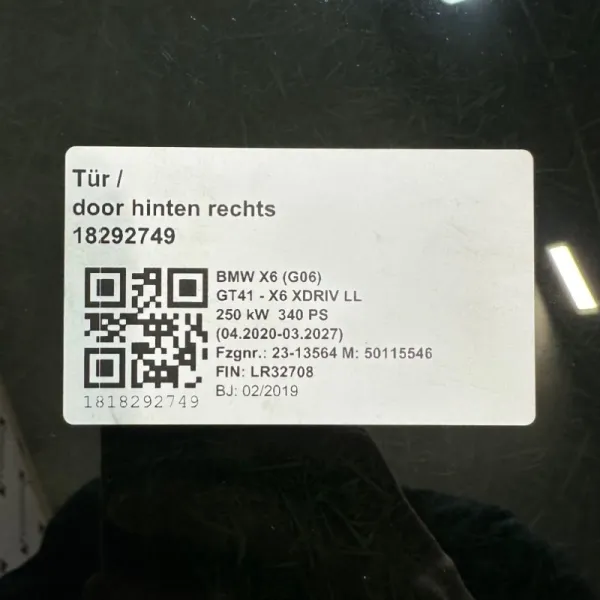 Tür /
door hinten rechts
18292749
BMW X6 (G06)
GT41 - X6 XDRIV LL
250 kW 340 PS
(04.2020-03.2027)
Fzgnr.: 23-13564 M: 50115546
FIN: LR32708
BJ: 02/2019
1818292749